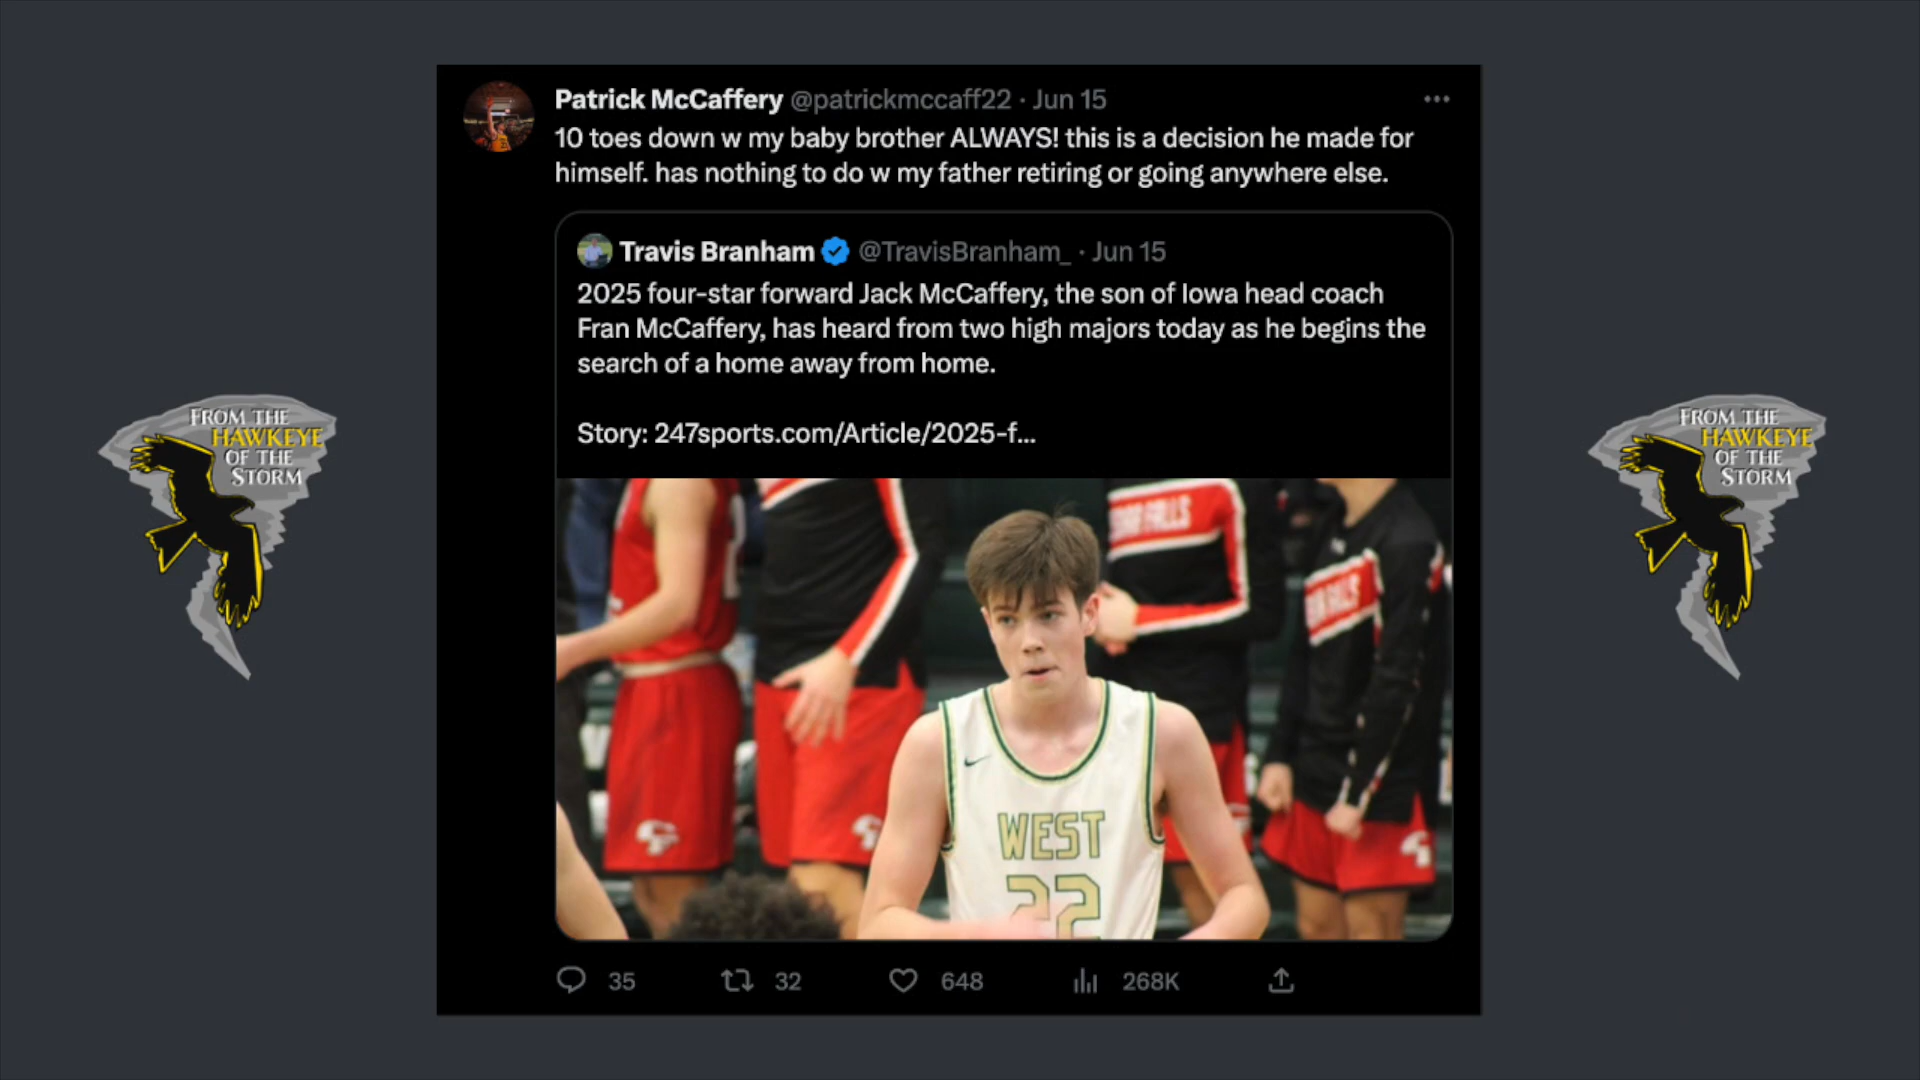 Patrick McCaffery @patrickmccaff22 · Jun 15
10 toes down w my baby brother ALWAYS! this is a decision he made for
himself. has nothing to do w my father retiring or going anywhere else.
Travis Branham @TravisBranham_ · Jun 15
2025 four-star forward Jack McCaffery, the son of Iowa head coach
Fran McCaffery, has heard from two high majors today as he begins the
search of a home away from home.
Story: 247sports.com/Article/2025-f...
FROM THE
HAWKEYE
OF THE
STORM
FROM THE
HAWKEYE
OF THE
STORM
FALLS
FALLS
WEST
22
CF
35 32 648 268K